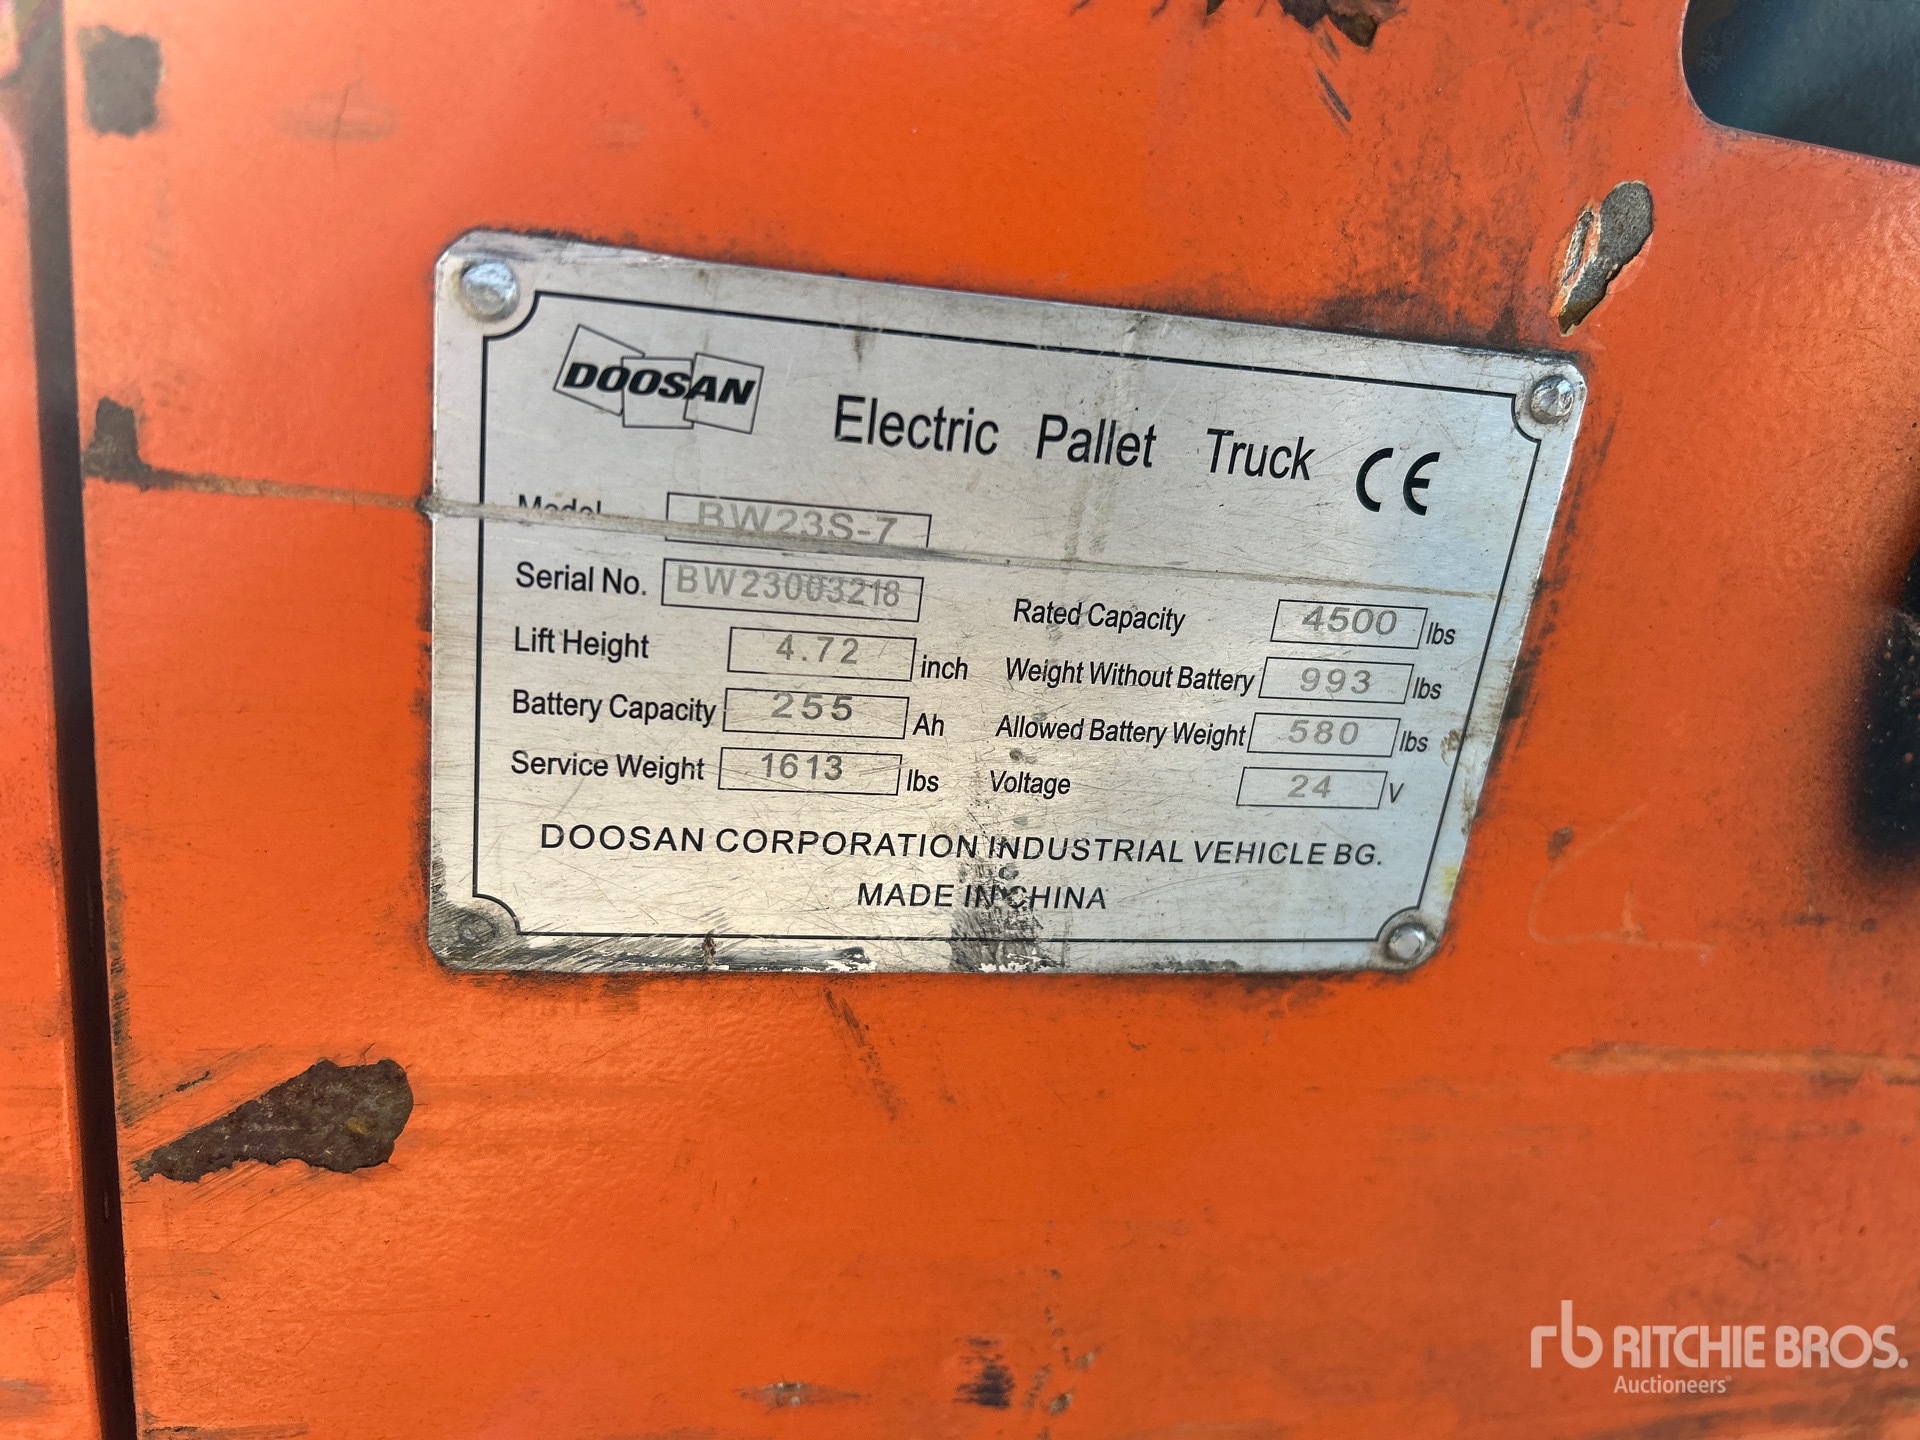 DOOSAN Electric Pallet Truck CE
Model BW23S-7
Serial No. BW23003218
Rated Capacity 4500 lbs
Lift Height 4.72 inch
Weight Without Battery 993 lbs
Battery Capacity 255 Ah
Allowed Battery Weight 580 lbs
Service Weight 1613 lbs
Voltage 24 V
DOOSAN CORPORATION INDUSTRIAL VEHICLE BG.
MADE IN CHINA
rb RITCHIE BROS.
Auctioneers